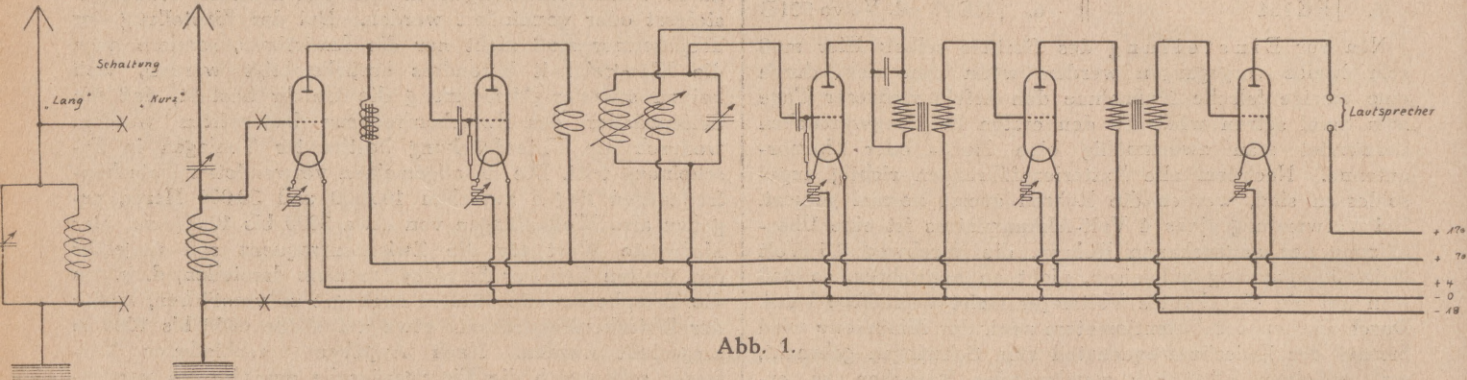 Schaltung
„Lang"
„Kurz"
Lautsprecher
+ 170
+ 70
+ 4
- 0
- 18
Abb. 1.